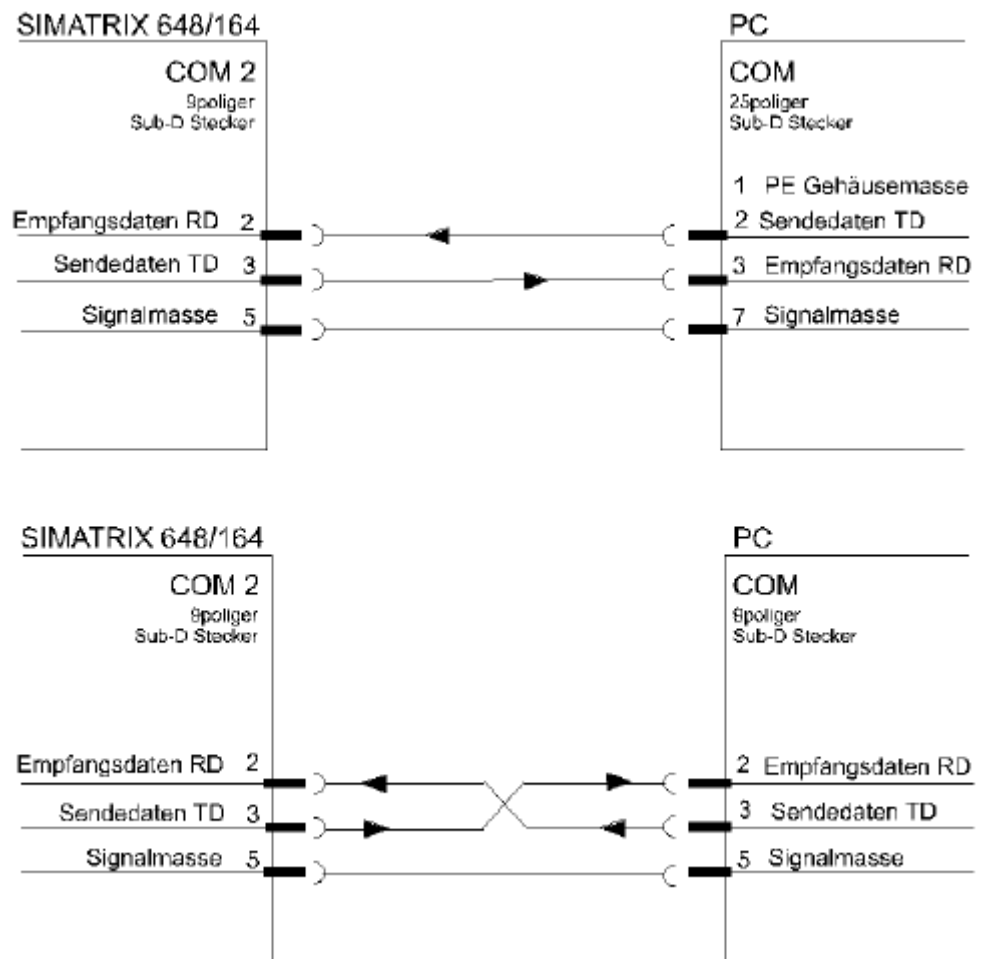 SIMATRIX 648/164
PC
COM 2
9poliger
Sub-D Stecker
COM
25poliger
Sub-D Stecker
1 PE Gehäusemasse
Empfangsdaten RD 2
2 Sendedaten TD
Sendedaten TD 3
3 Empfangsdaten RD
Signalmasse 5
7 Signalmasse
SIMATRIX 648/164
PC
COM 2
9poliger
Sub-D Stecker
COM
9poliger
Sub-D Stecker
Empfangsdaten RD 2
2 Empfangsdaten RD
Sendedaten TD 3
3 Sendedaten TD
Signalmasse 5
5 Signalmasse